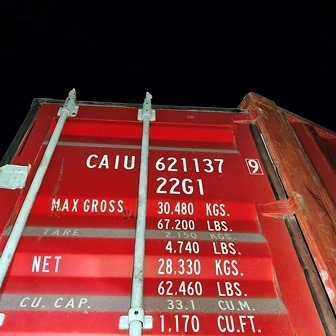 CAIU 621137 9
22G1
MAX GROSS 30.480 KGS.
67.200 LBS.
TARE 2.150 KGS.
4.740 LBS.
NET 28.330 KGS.
62.460 LBS.
CU. CAP. 33.1 CU.M.
1,170 CU.FT.